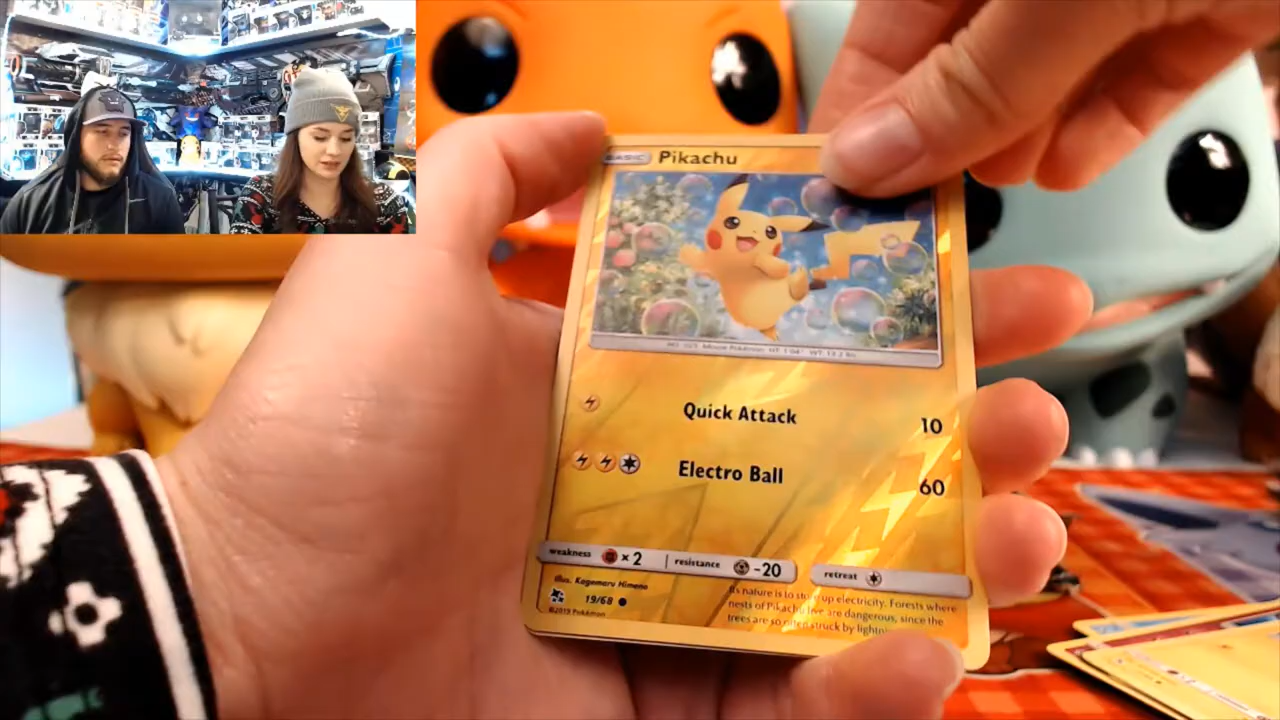 BASIC Pikachu
Quick Attack 10
Electro Ball 60
weakness × 2 resistance -20 retreat
Illus. Kagemaru Himeno
19/68
©2019 Pokémon
Its nature is to store up electricity. Forests where
nests of Pikachu live are dangerous, since the
trees are so often struck by lightning.